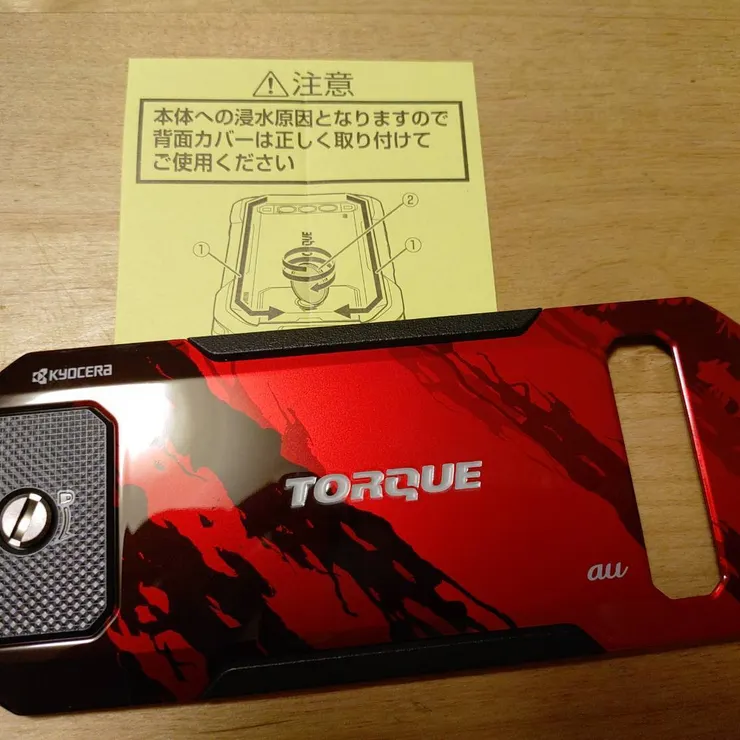 ⚠注意
本体への浸水原因となりますので
背面カバーは正しく取り付けて
ご使用ください
②
①
①
KYOCERA
TORQUE
au